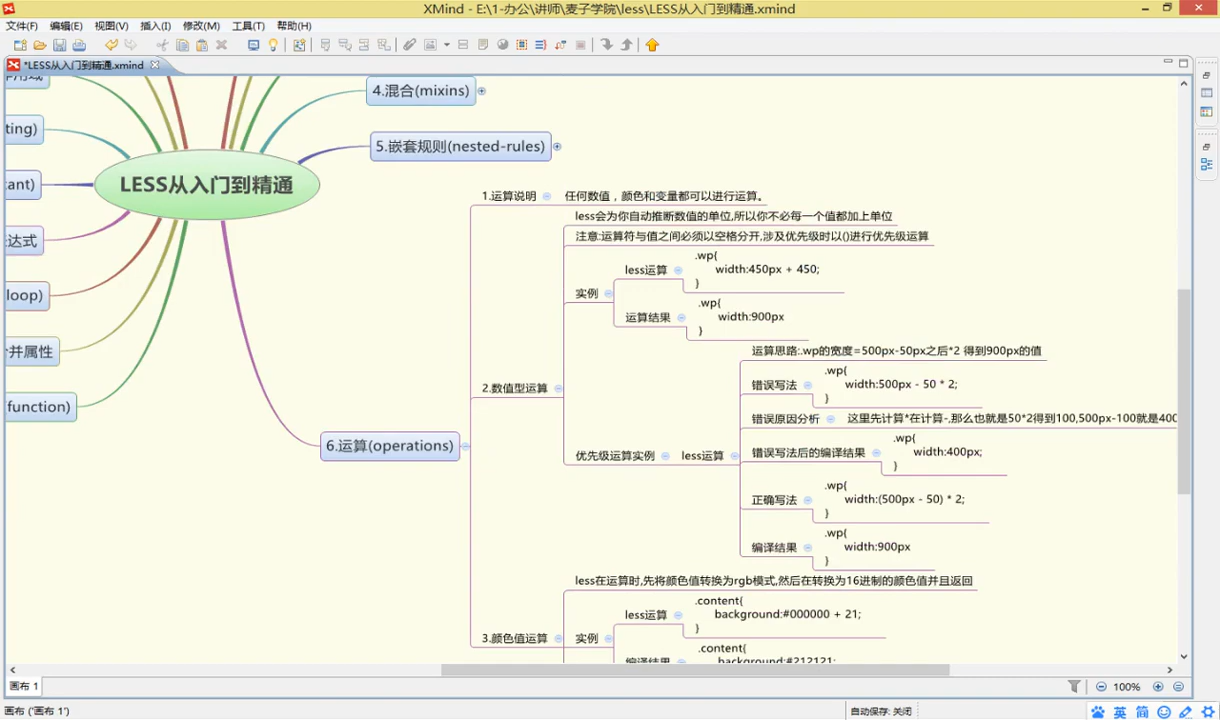 XMind - E:\1-办公\讲师\麦子学院\less\LESS从入门到精通.xmind
文件(F) 编辑(E) 视图(V) 插入(I) 修改(M) 工具(T) 帮助(H)
*LESS从入门到精通.xmind
4.混合(mixins)
ting)
5.嵌套规则(nested-rules)
tant)
LESS从入门到精通
1.运算说明
任何数值，颜色和变量都可以进行运算。
less会为你自动推断数值的单位,所以你不必每一个值都加上单位
注意:运算符与值之间必须以空格分开,涉及优先级时以()进行优先级运算
达式
less运算
.wp{
width:450px + 450;
}
实例
loop)
运算结果
.wp{
width:900px
}
并属性
运算思路:.wp的宽度=500px-50px之后*2 得到900px的值
2.数值型运算
错误写法
.wp{
width:500px - 50 * 2;
}
function)
错误原因分析
这里先计算*在计算-,那么也就是50*2得到100,500px-100就是400
6.运算(operations)
优先级运算实例
less运算
错误写法后的编译结果
.wp{
width:400px;
}
正确写法
.wp{
width:(500px - 50) * 2;
}
编译结果
.wp{
width:900px
}
less在运算时,先将颜色值转换为rgb模式,然后在转换为16进制的颜色值并且返回
less运算
.content{
background:#000000 + 21;
}
3.颜色值运算
实例
编译结果
.content{
background:#212121;
画布 1
100%
画布 ('画布 1')
自动保存: 关闭
英 简